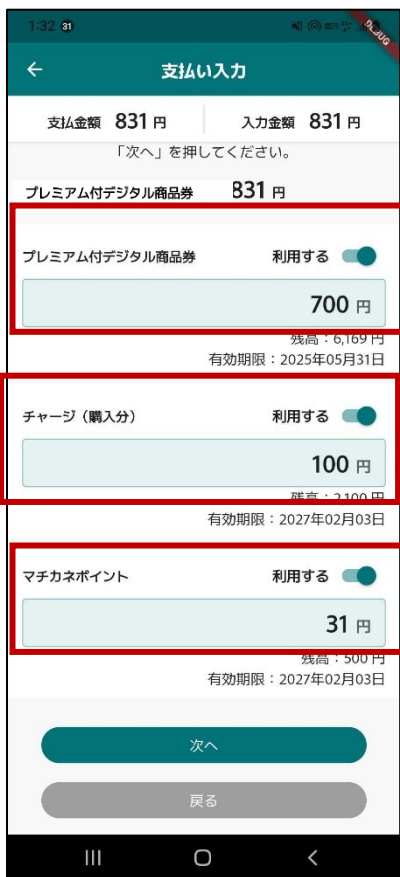 1:32 31
DEBUG
支払い入力
支払金額 831 円 入力金額 831 円
「次へ」を押してください。
プレミアム付デジタル商品券 831 円
プレミアム付デジタル商品券 利用する
700 円
残高：6,169 円
有効期限：2025年05月31日
チャージ（購入分） 利用する
100 円
残高：2,100 円
有効期限：2027年02月03日
マチカネポイント 利用する
31 円
残高：500 円
有効期限：2027年02月03日
次へ
戻る